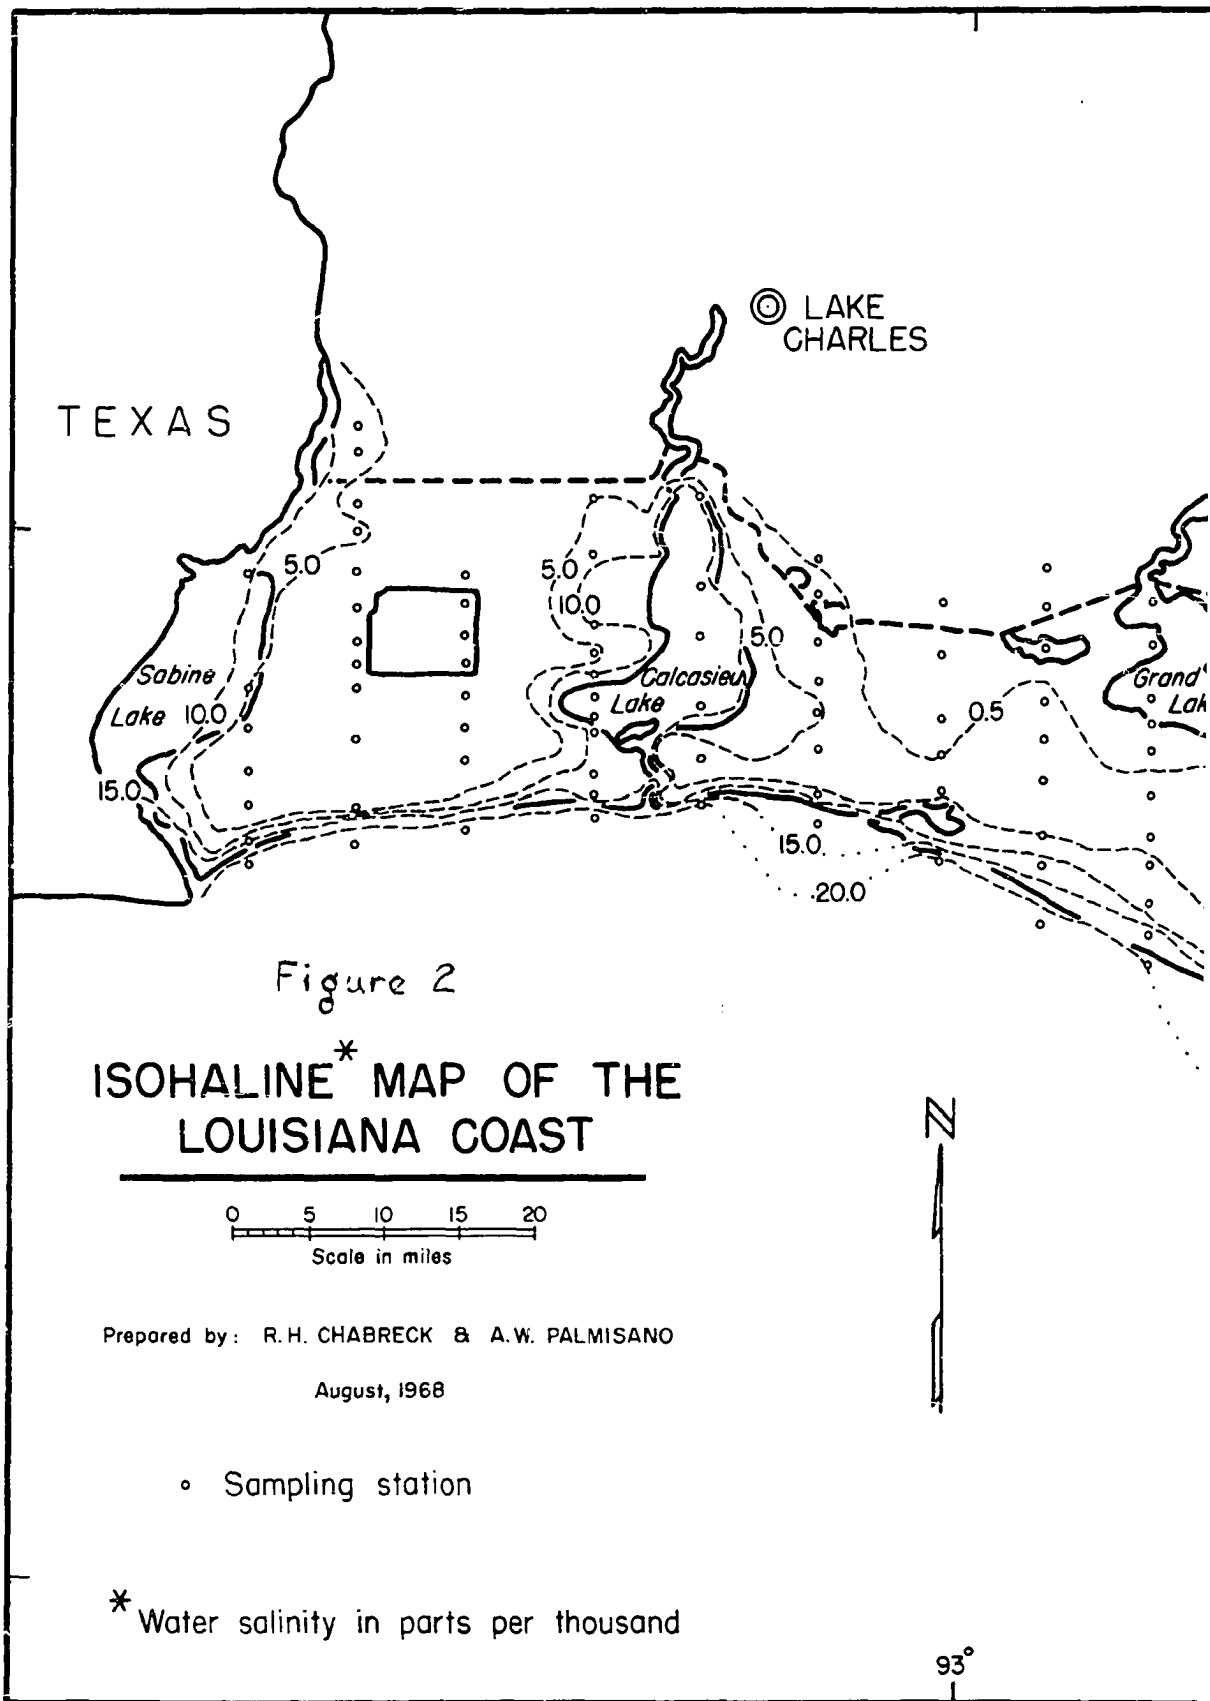 LAKE
CHARLES
TEXAS
5.0
5.0
10.0
5.0
5.0
Sabine
Lake
10.0
Calcasieu
Lake
Grand
Lak
0.5
15.0
15.0
20.0
Figure 2
ISOHALINE* MAP OF THE
LOUISIANA COAST
0 5 10 15 20
Scale in miles
N
Prepared by: R.H. CHABRECK & A.W. PALMISANO
August, 1968
Sampling station
* Water salinity in parts per thousand
93°